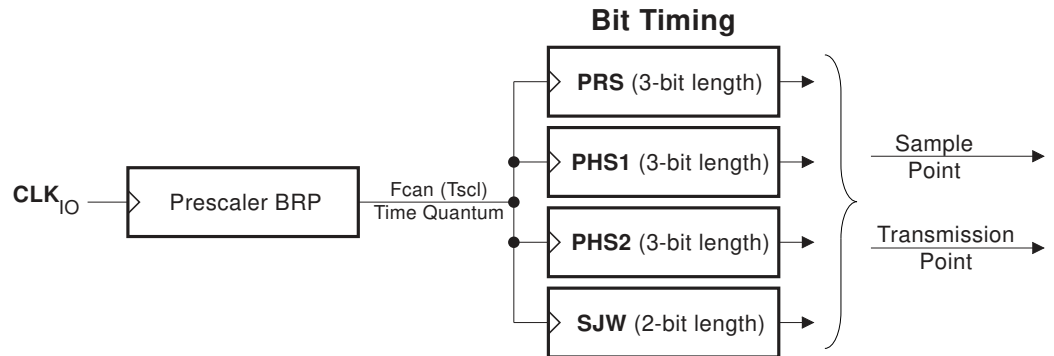 Bit Timing
PRS (3-bit length)
PHS1 (3-bit length)
Sample
Point
CLKIO
Prescaler BRP
Fcan (Tscl)
Time Quantum
PHS2 (3-bit length)
Transmission
Point
SJW (2-bit length)